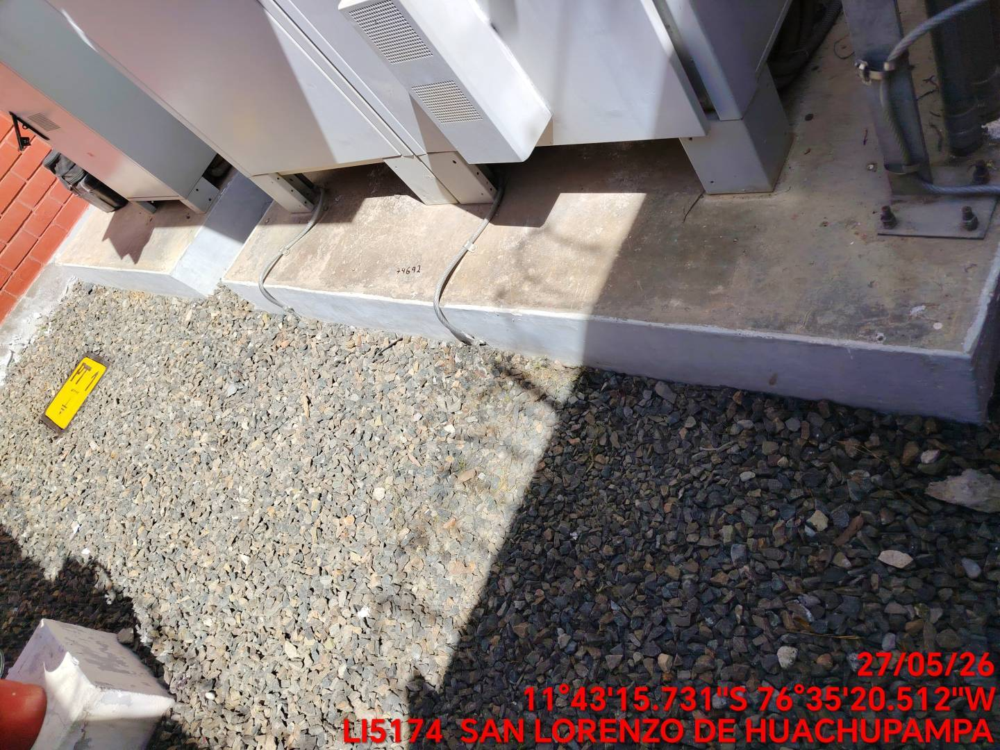 74692
27/05/26
11°43'15.731"S 76°35'20.512"W
LI5174 SAN LORENZO DE HUACHUPAMPA